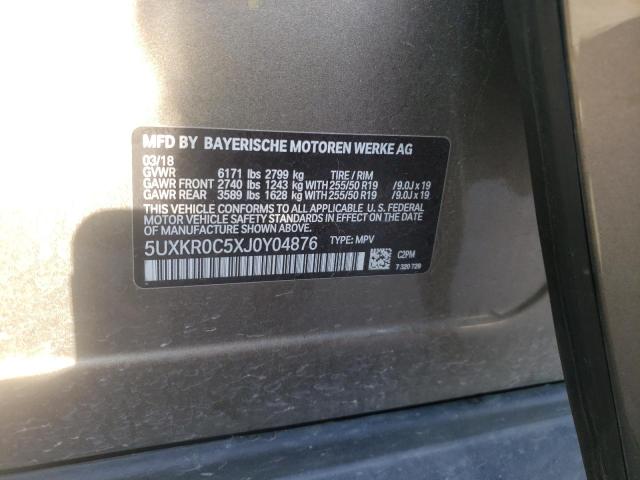 MFD BY BAYERISCHE MOTOREN WERKE AG
03/18
GVWR 6171 lbs 2799 kg TIRE / RIM
GAWR FRONT 2740 lbs 1243 kg WITH 255/50 R19 /9.0J x 19
GAWR REAR 3589 lbs 1628 kg WITH 255/50 R19 /9.0J x 19
THIS VEHICLE CONFORMS TO ALL APPLICABLE U. S. FEDERAL
MOTOR VEHICLE SAFETY STANDARDS IN EFFECT ON THE DATE
OF MANUFACTURE SHOWN ABOVE.
5UXKR0C5XJ0Y04876 TYPE: MPV
C2PM
7 320 729